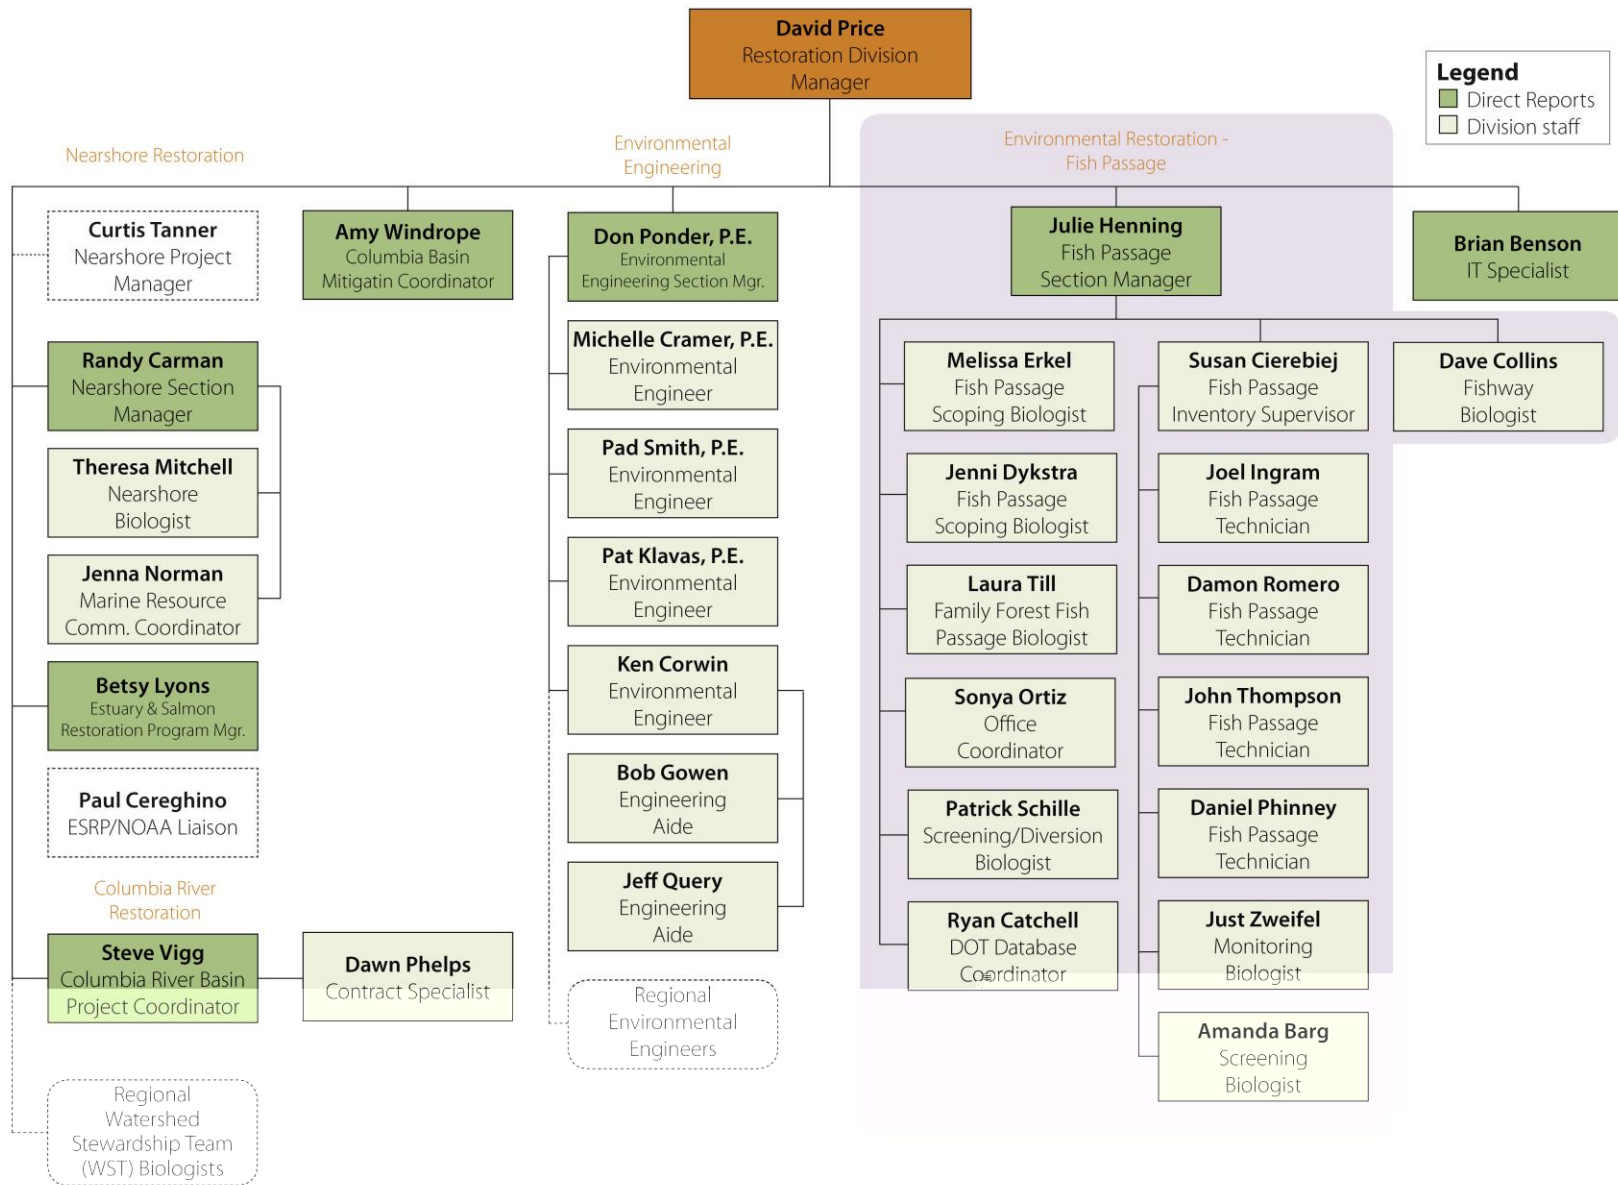 David Price
Restoration Division
Manager
Legend
Direct Reports
Division staff
Nearshore Restoration
Environmental
Engineering
Environmental Restoration -
Fish Passage
Curtis Tanner
Nearshore Project
Manager
Amy Windrope
Columbia Basin
Mitigatin Coordinator
Don Ponder, P.E.
Environmental
Engineering Section Mgr.
Julie Henning
Fish Passage
Section Manager
Brian Benson
IT Specialist
Randy Carman
Nearshore Section
Manager
Theresa Mitchell
Nearshore
Biologist
Jenna Norman
Marine Resource
Comm. Coordinator
Betsy Lyons
Estuary & Salmon
Restoration Program Mgr.
Paul Cereghino
ESRP/NOAA Liaison
Columbia River
Restoration
Steve Vigg
Columbia River Basin
Project Coordinator
Dawn Phelps
Contract Specialist
Regional
Watershed
Stewardship Team
(WST) Biologists
Michelle Cramer, P.E.
Environmental
Engineer
Pad Smith, P.E.
Environmental
Engineer
Pat Klavas, P.E.
Environmental
Engineer
Ken Corwin
Environmental
Engineer
Bob Gowen
Engineering
Aide
Jeff Query
Engineering
Aide
Regional
Environmental
Engineers
Melissa Erkel
Fish Passage
Scoping Biologist
Jenni Dykstra
Fish Passage
Scoping Biologist
Laura Till
Family Forest Fish
Passage Biologist
Sonya Ortiz
Office
Coordinator
Patrick Schille
Screening/Diversion
Biologist
Ryan Catchell
DOT Database
Coordinator
Susan Cierebiej
Fish Passage
Inventory Supervisor
Joel Ingram
Fish Passage
Technician
Damon Romero
Fish Passage
Technician
John Thompson
Fish Passage
Technician
Daniel Phinney
Fish Passage
Technician
Just Zweifel
Monitoring
Biologist
Amanda Barg
Screening
Biologist
Dave Collins
Fishway
Biologist